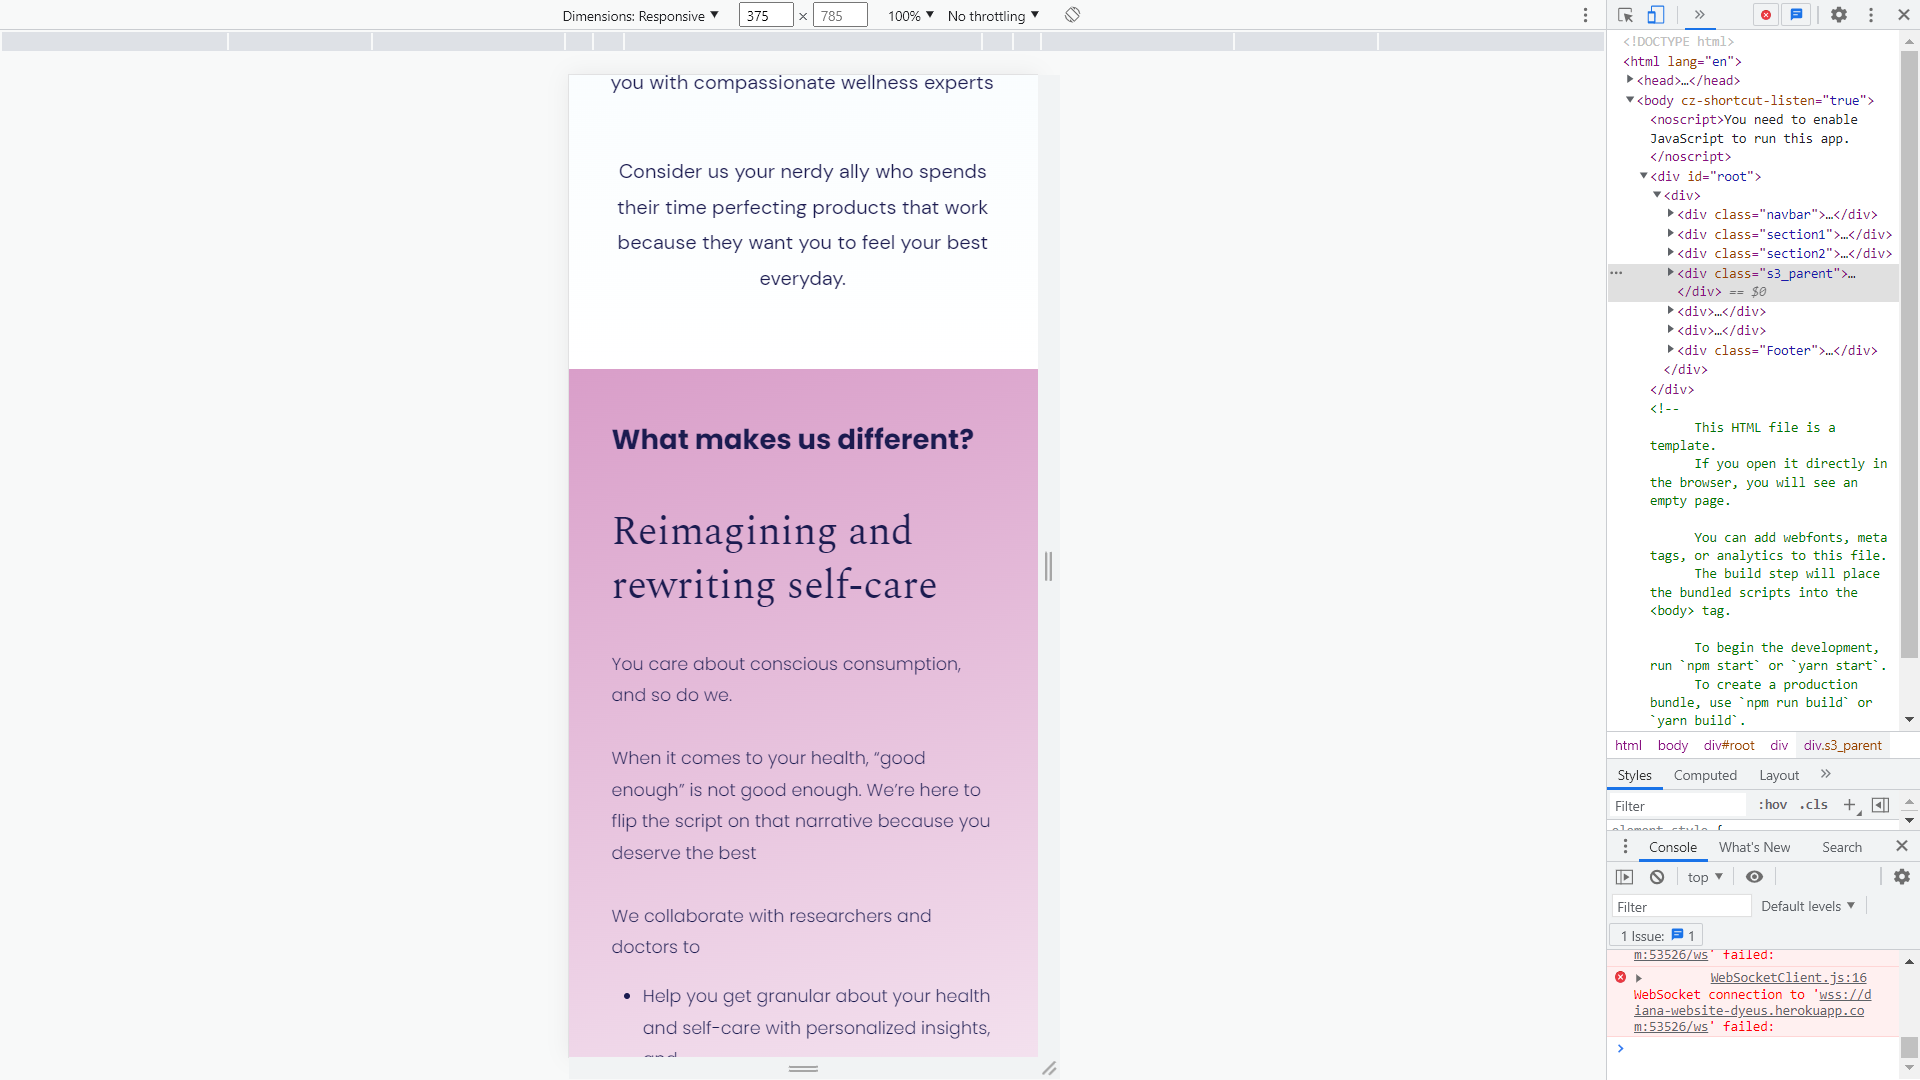 Dimensions: Responsive ▼ 375 × 785 100% ▼ No throttling ▼
you with compassionate wellness experts
Consider us your nerdy ally who spends
their time perfecting products that work
because they want you to feel your best
everyday.
What makes us different?
Reimagining and
rewriting self-care
You care about conscious consumption,
and so do we.
When it comes to your health, “good
enough” is not good enough. We’re here to
flip the script on that narrative because you
deserve the best
We collaborate with researchers and
doctors to
• Help you get granular about your health
and self-care with personalized insights,
and
<!DOCTYPE html>
<html lang="en">
<head>…</head>
<body cz-shortcut-listen="true">
<noscript>You need to enable
JavaScript to run this app.
</noscript>
<div id="root">
<div>
<div class="navbar">…</div>
<div class="section1">…</div>
<div class="section2">…</div>
<div class="s3_parent">…
</div> == $0
<div>…</div>
<div>…</div>
<div class="Footer">…</div>
</div>
</div>
<!--
This HTML file is a
template.
If you open it directly in
the browser, you will see an
empty page.
You can add webfonts, meta
tags, or analytics to this file.
The build step will place
the bundled scripts into the
<body> tag.
To begin the development,
run `npm start` or `yarn start`.
To create a production
bundle, use `npm run build` or
`yarn build`.
html body div#root div div.s3_parent
Styles Computed Layout »
Filter :hov .cls +
element.style {
Console What's New Search
top ▼
Filter Default levels ▼
1 Issue: 1
m:53526/ws' failed:
WebSocketClient.js:16
WebSocket connection to 'wss://d
iana-website-dyeus.herokuapp.co
m:53526/ws' failed: